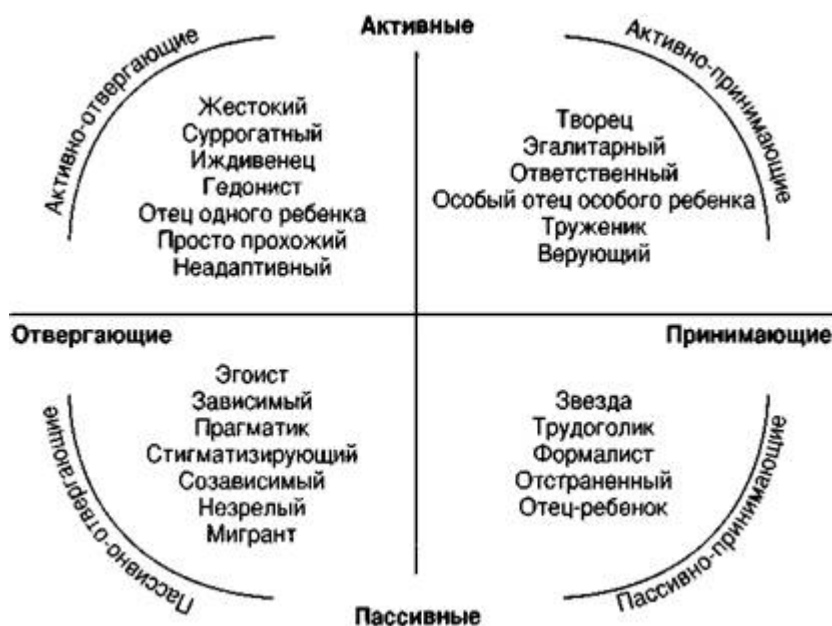 Активные
Активно-отвергающие
Активно-принимающие
Жестокий
Суррогатный
Иждивенец
Гедонист
Отец одного ребенка
Просто прохожий
Неадаптивный
Творец
Эгалитарный
Ответственный
Особый отец особого ребенка
Труженик
Верующий
Отвергающие
Принимающие
Эгоист
Зависимый
Прагматик
Стигматизирующий
Созависимый
Незрелый
Мигрант
Звезда
Трудоголик
Формалист
Отстраненный
Отец-ребенок
Пассивно-отвергающие
Пассивно-принимающие
Пассивные